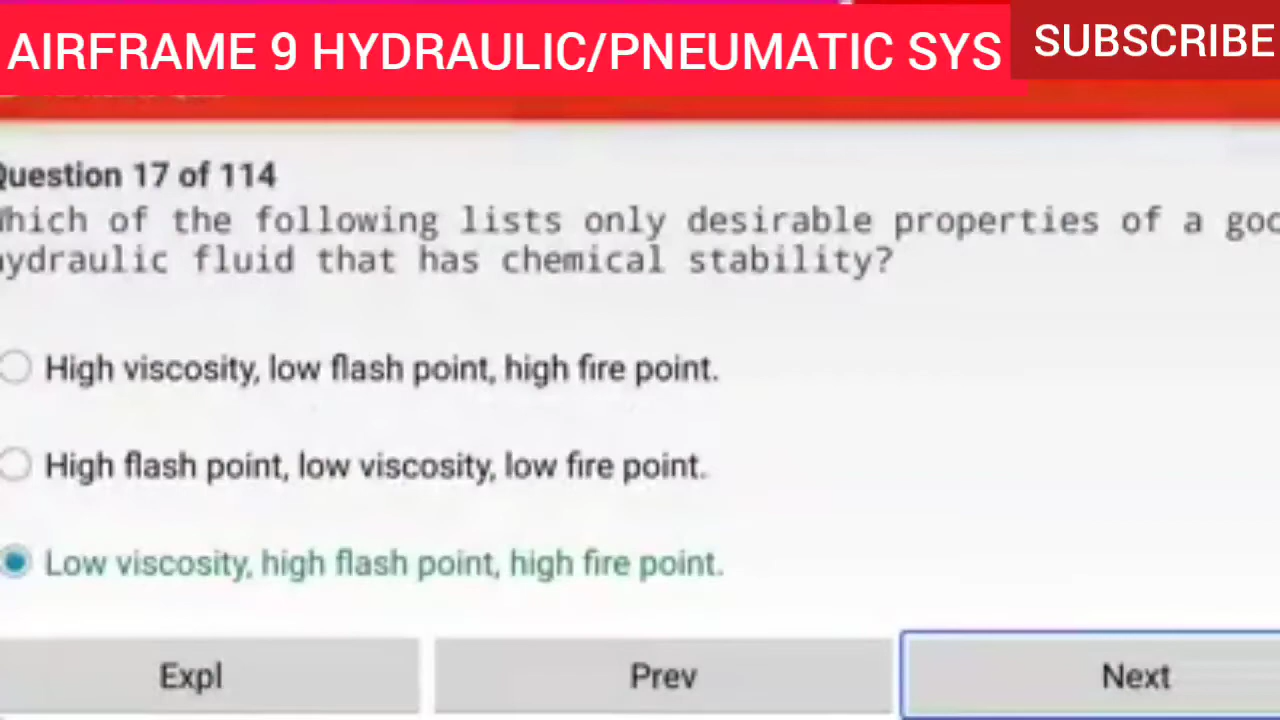 AIRFRAME 9 HYDRAULIC/PNEUMATIC SYS
SUBSCRIBE
Question 17 of 114
Which of the following lists only desirable properties of a goo
hydraulic fluid that has chemical stability?
High viscosity, low flash point, high fire point.
High flash point, low viscosity, low fire point.
Low viscosity, high flash point, high fire point.
Expl
Prev
Next